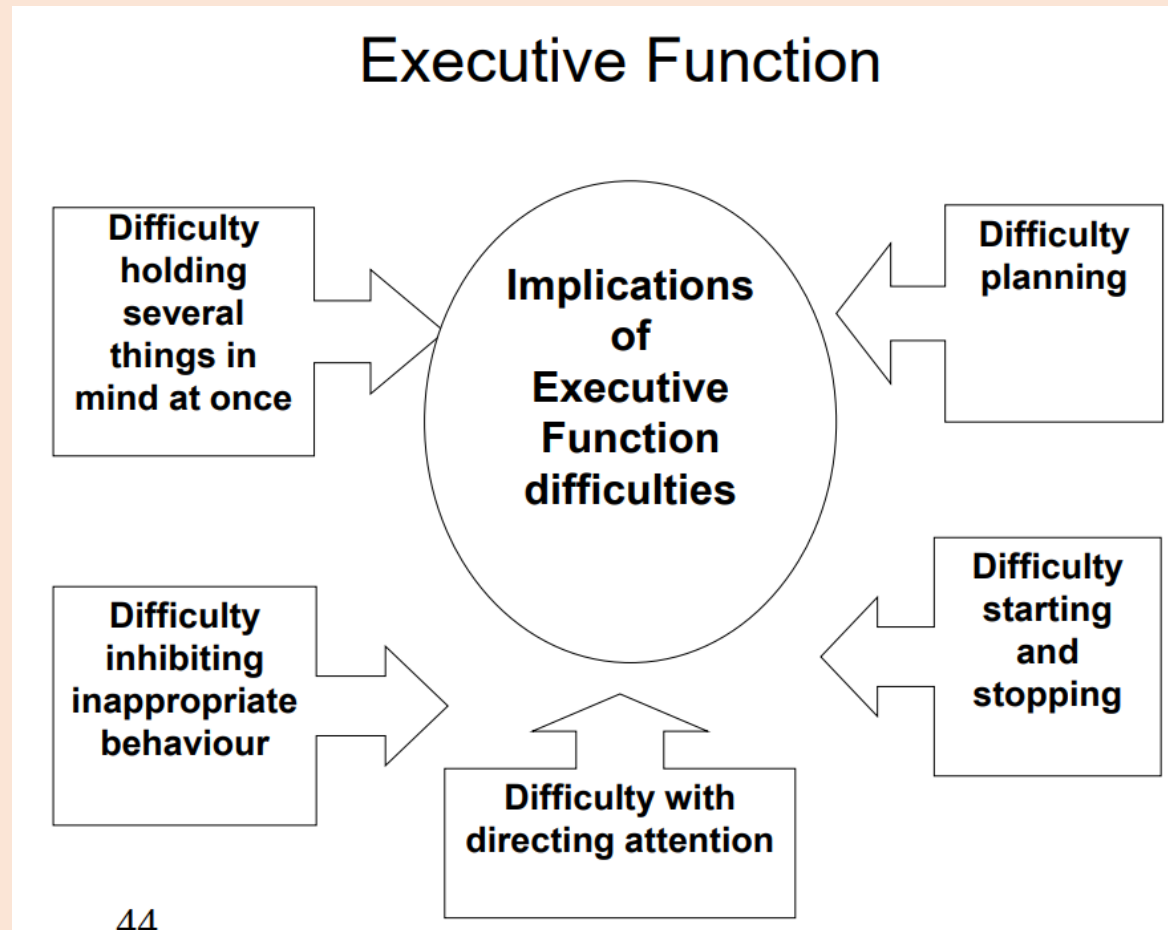 Executive Function
Difficulty
holding
several
things in
mind at once
Implications
of
Executive
Function
difficulties
Difficulty
planning
Difficulty
inhibiting
inappropriate
behaviour
Difficulty
starting
and
stopping
Difficulty with
directing attention
44